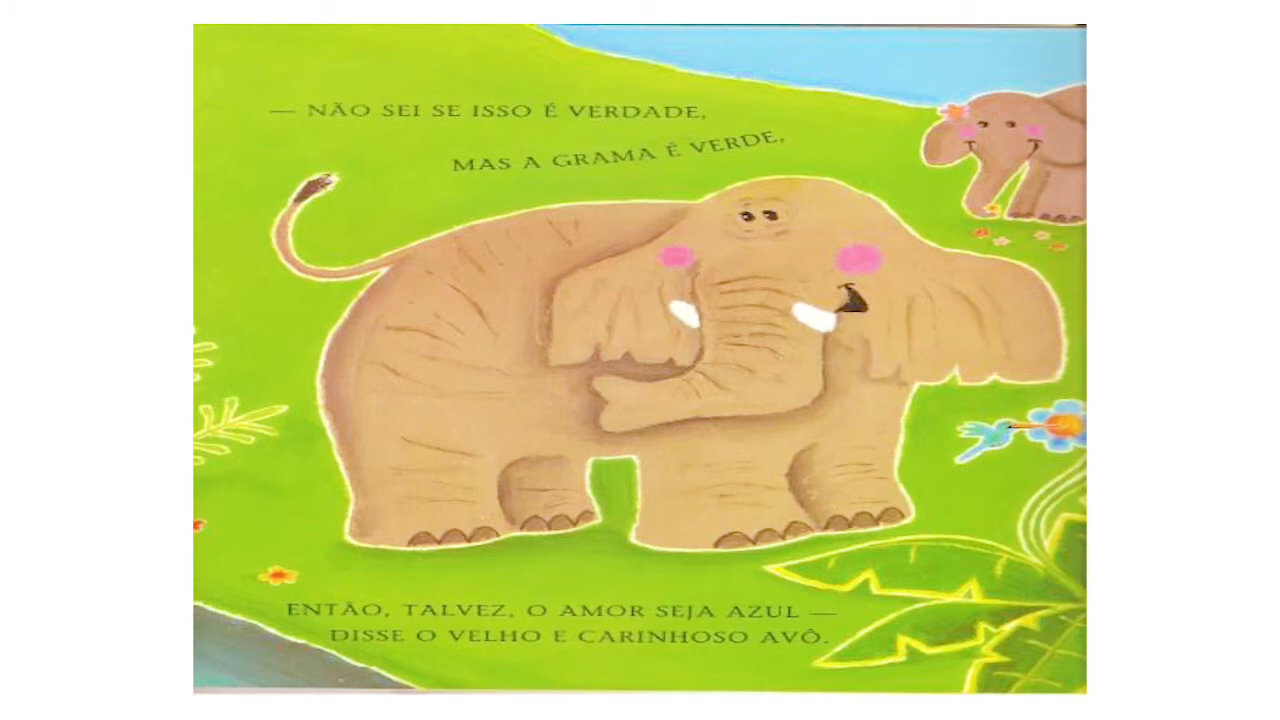 — NÃO SEI SE ISSO É VERDADE,
MAS A GRAMA É VERDE,
ENTÃO, TALVEZ, O AMOR SEJA AZUL —
DISSE O VELHO E CARINHOSO AVÔ.